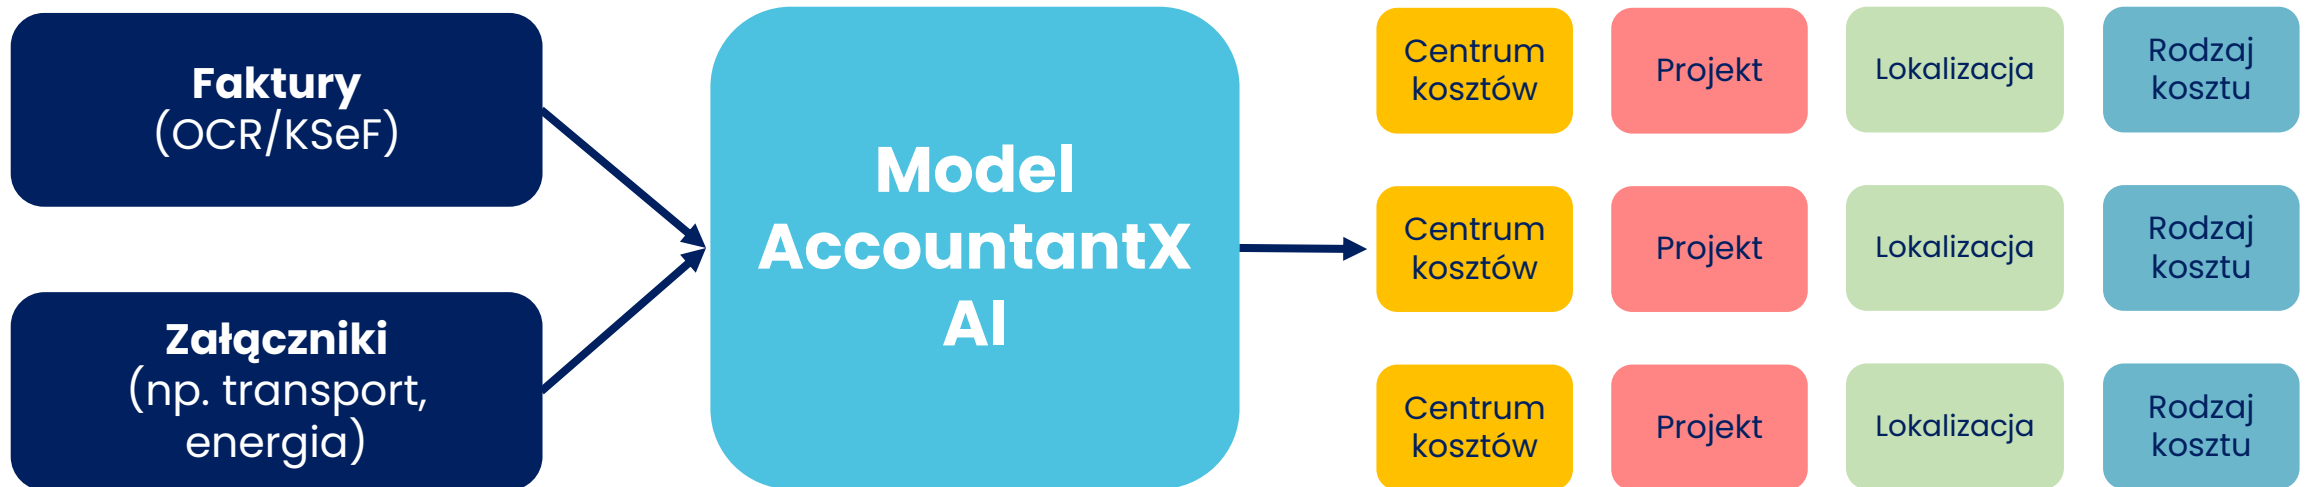 Faktury
(OCR/KSeF)
Załączniki
(np. transport,
energia)
Model
AccountantX
AI
Centrum
kosztów
Projekt
Lokalizacja
Rodzaj
kosztu
Centrum
kosztów
Projekt
Lokalizacja
Rodzaj
kosztu
Centrum
kosztów
Projekt
Lokalizacja
Rodzaj
kosztu